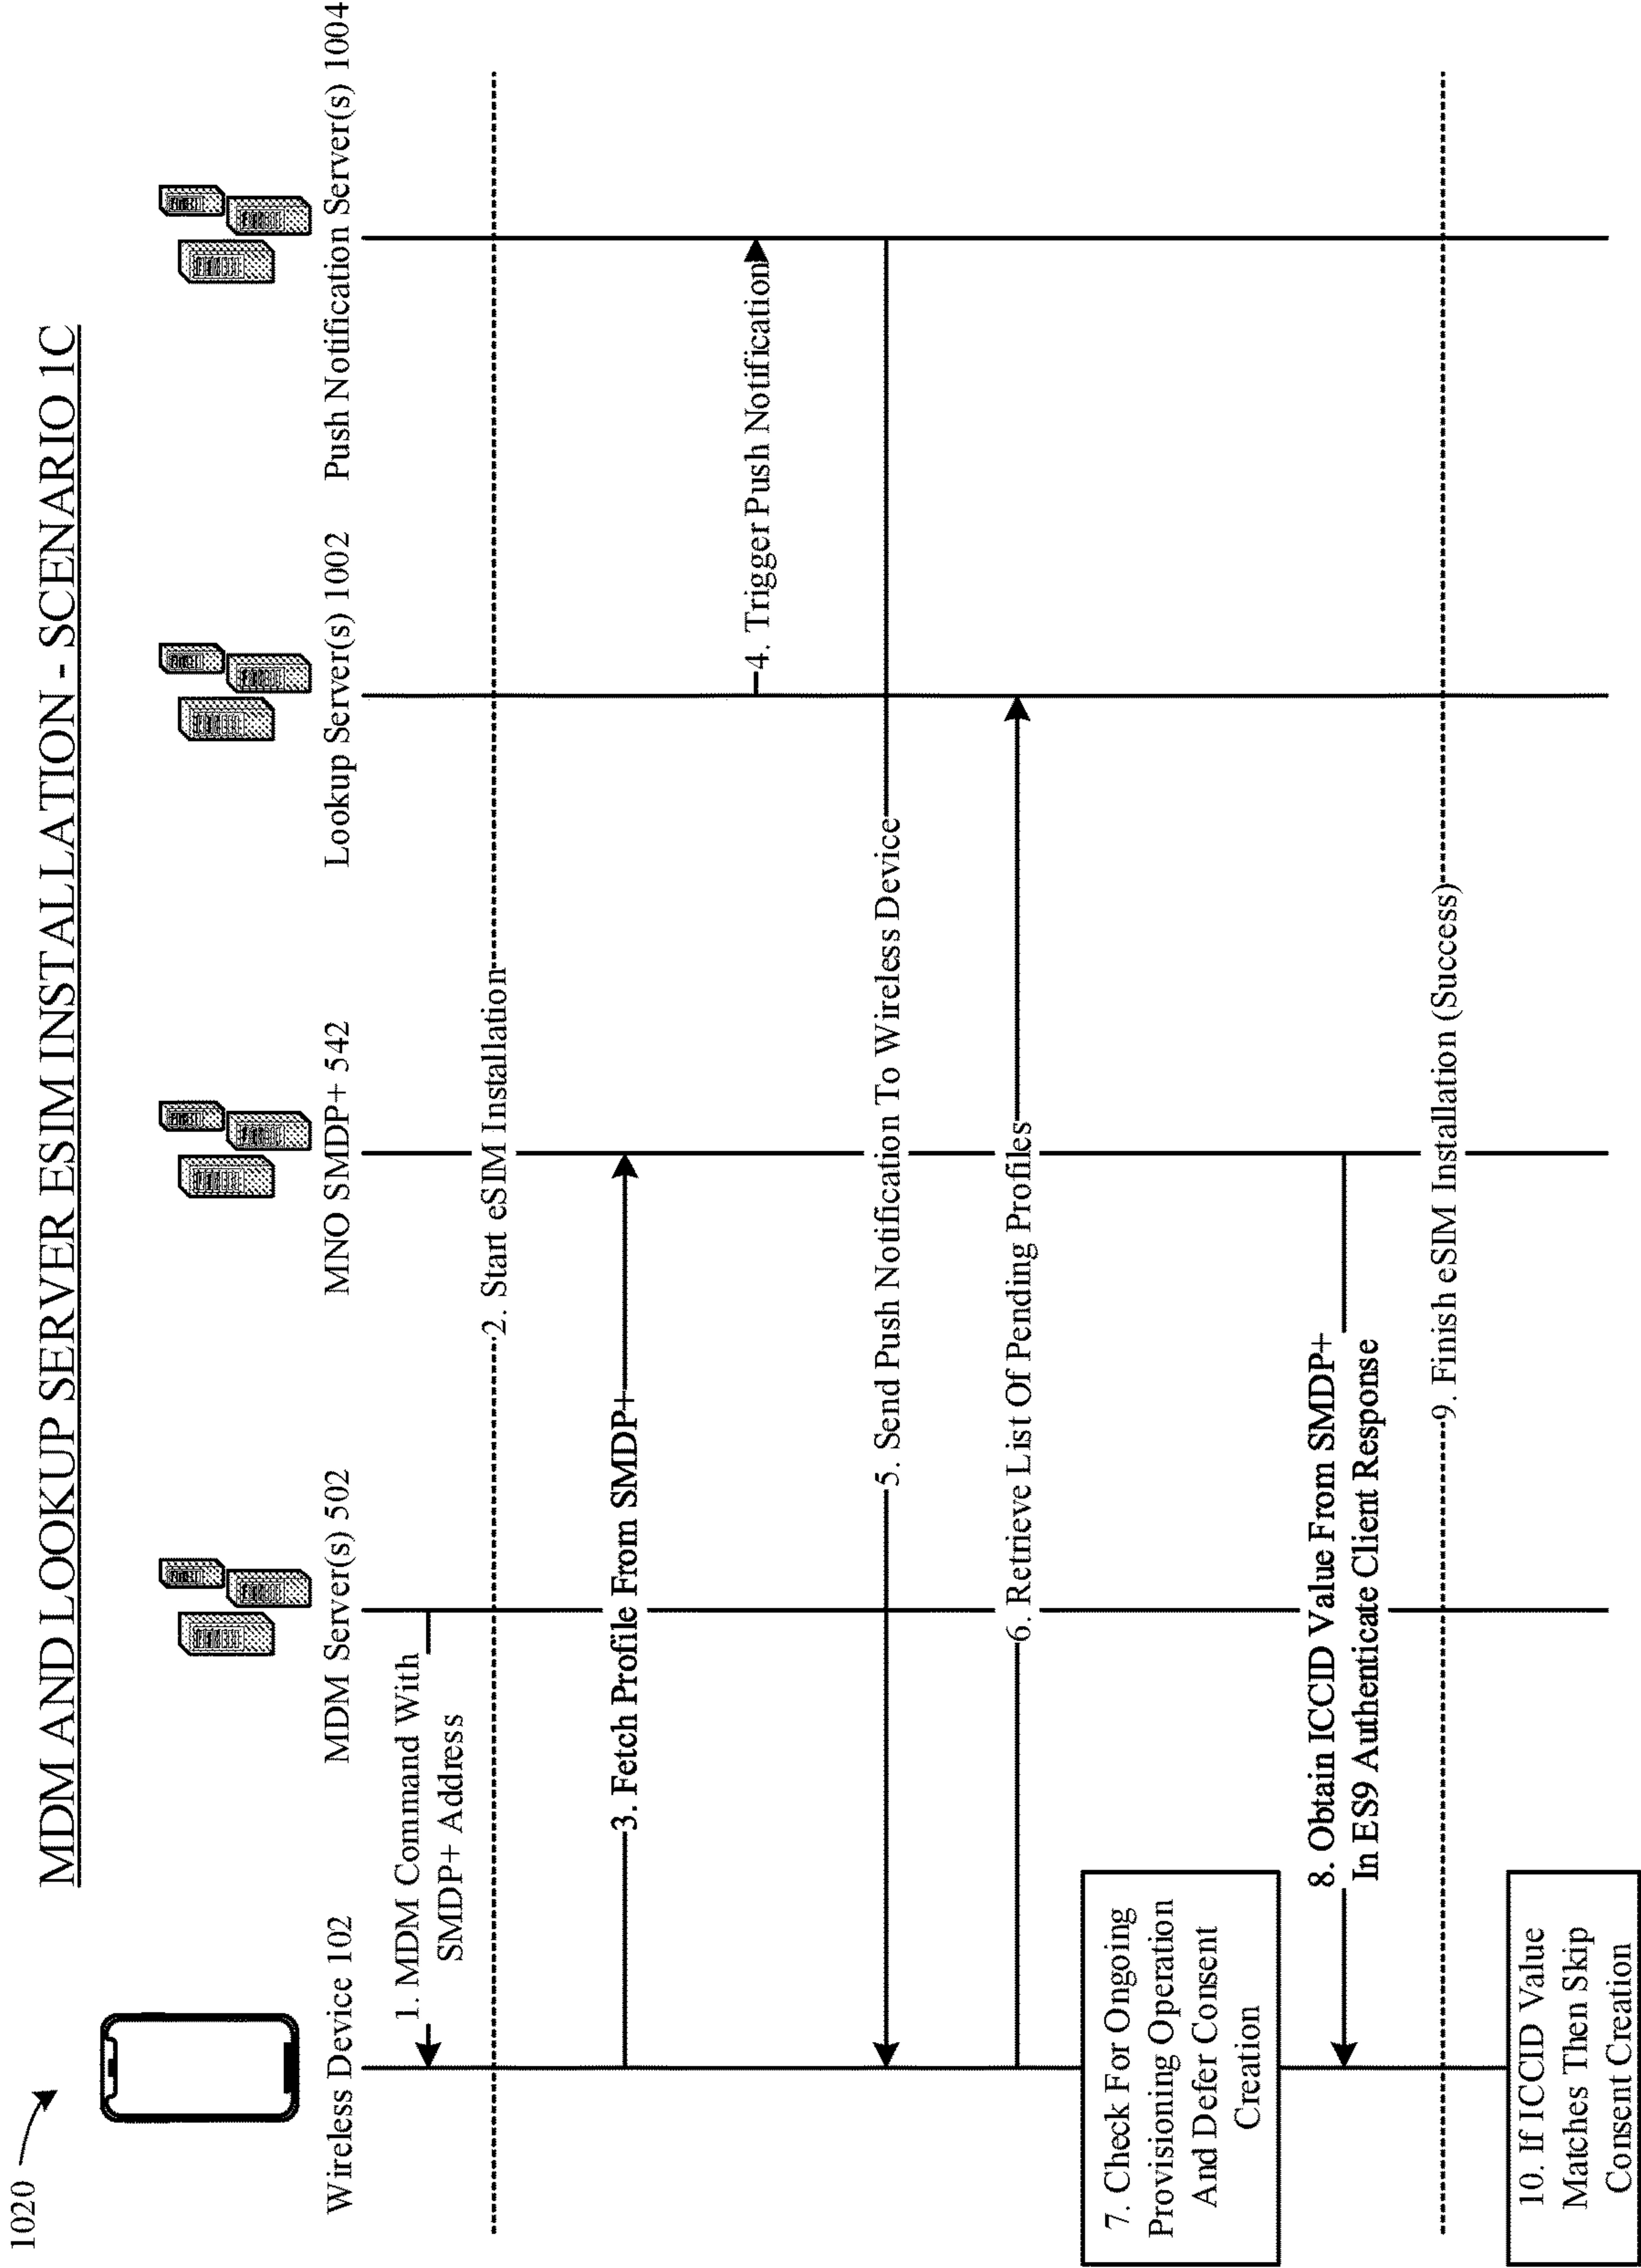 1020
MDM AND LOOKUP SERVER ESIM INSTALLATION - SCENARIO 1C
Wireless Device 102
MDM Server(s) 502
MNO SMDP+ 542
Lookup Server(s) 1002
Push Notification Server(s) 1004
1. MDM Command With
SMDP+ Address
2. Start eSIM Installation
3. Fetch Profile From SMDP+
4. Trigger Push Notification
5. Send Push Notification To Wireless Device
6. Retrieve List Of Pending Profiles
7. Check For Ongoing
Provisioning Operation
And Defer Consent
Creation
8. Obtain ICCID Value From SMDP+
In ES9 Authenticate Client Response
9. Finish eSIM Installation (Success)
10. If ICCID Value
Matches Then Skip
Consent Creation